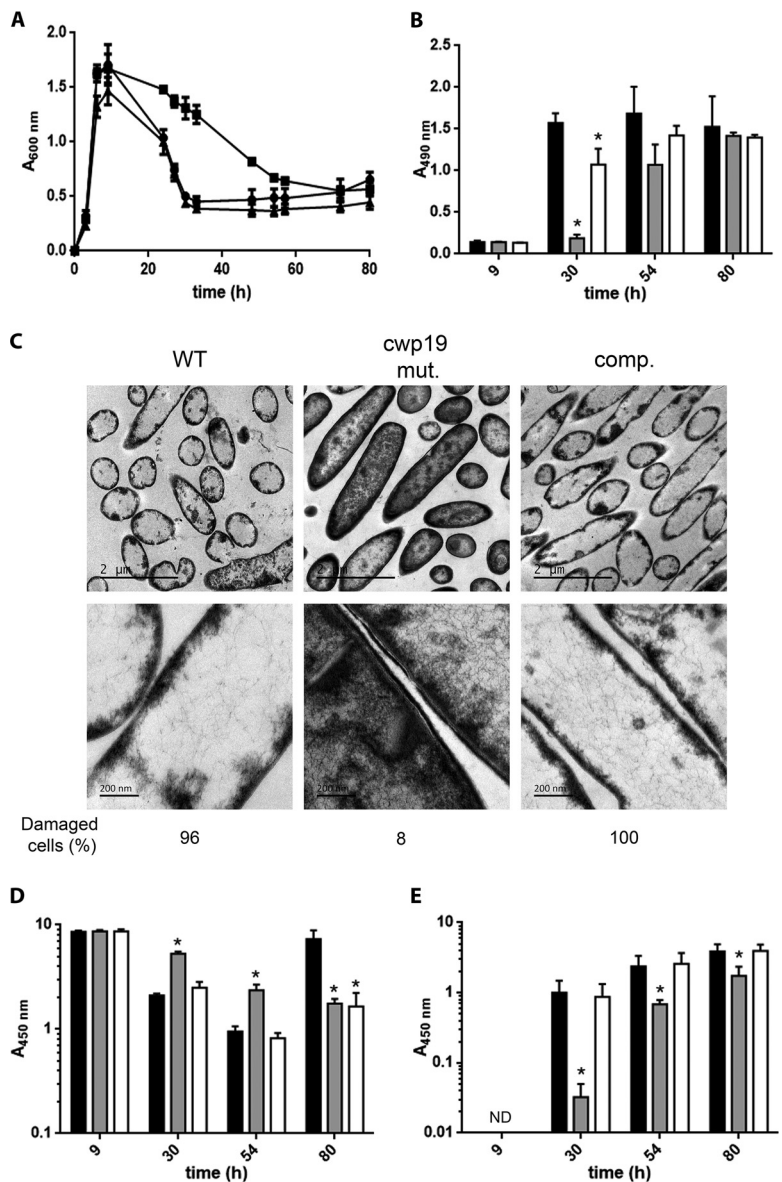 A
2.0
1.5
1.0
0.5
0.0
A600 nm
0 20 40 60 80
time (h)
B
2.5
2.0
1.5
1.0
0.5
0.0
A490 nm
*
*
9 30 54 80
time (h)
C
WT
cwp19
mut.
comp.
2 µm
2 µm
200 nm
200 nm
200 nm
Damaged
cells (%)
96
8
100
D
10
1
0.1
A450 nm
*
*
* *
9 30 54 80
time (h)
E
10
1
0.1
0.01
A450 nm
ND
*
*
*
9 30 54 80
time (h)